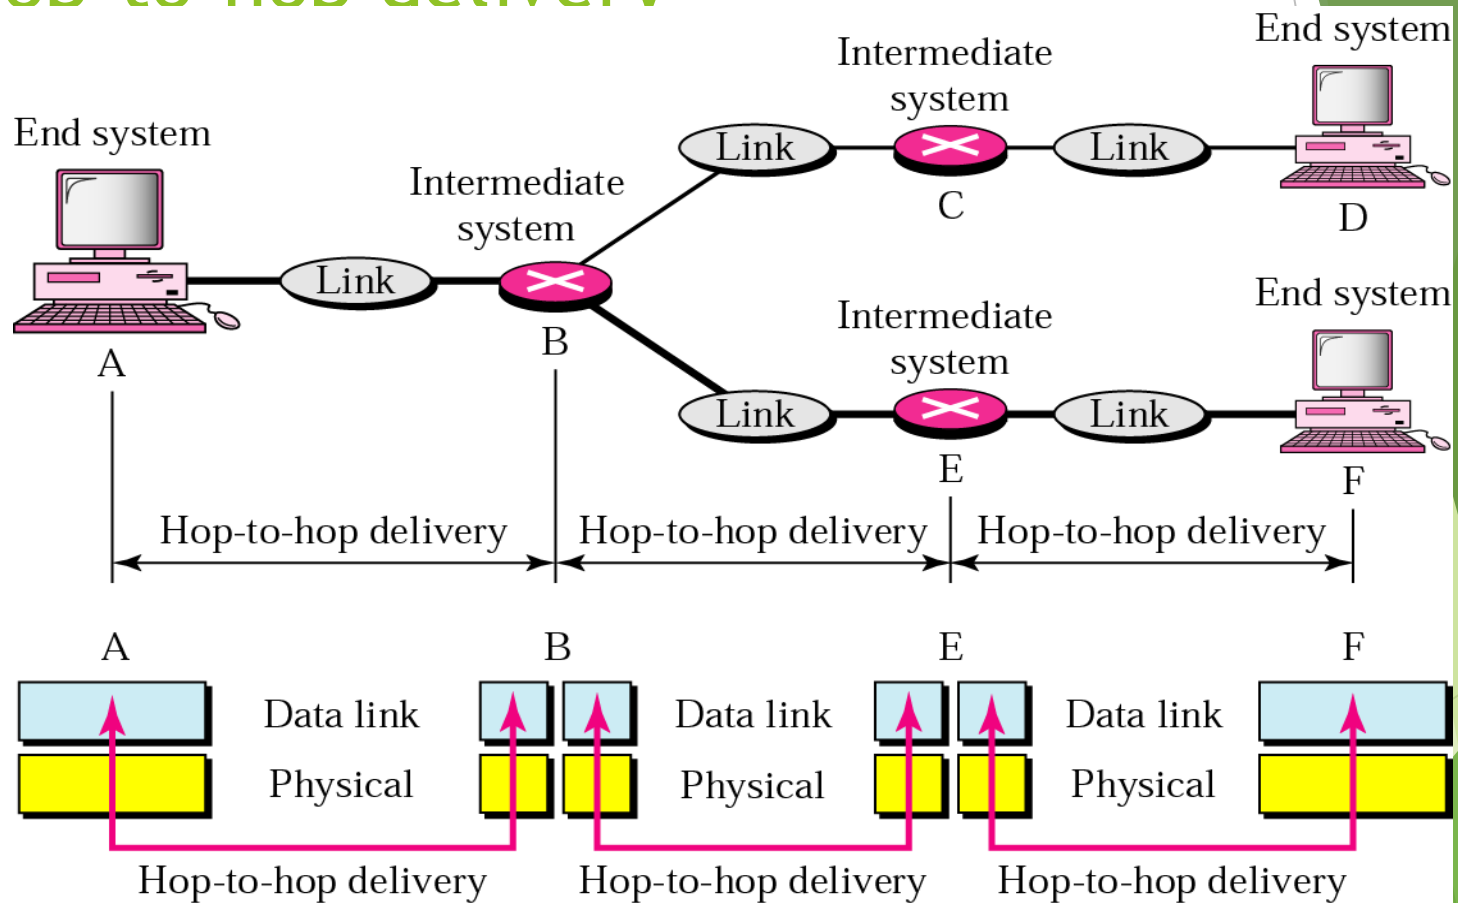 hop delivery
End system
Intermediate
system
Link
C
Link
D
End system
A
Link
Intermediate
system
B
Intermediate
system
Link
E
Link
End system
F
Hop-to-hop delivery
Hop-to-hop delivery
Hop-to-hop delivery
A
B
E
F
Data link
Data link
Data link
Physical
Physical
Physical
Hop-to-hop delivery
Hop-to-hop delivery
Hop-to-hop delivery